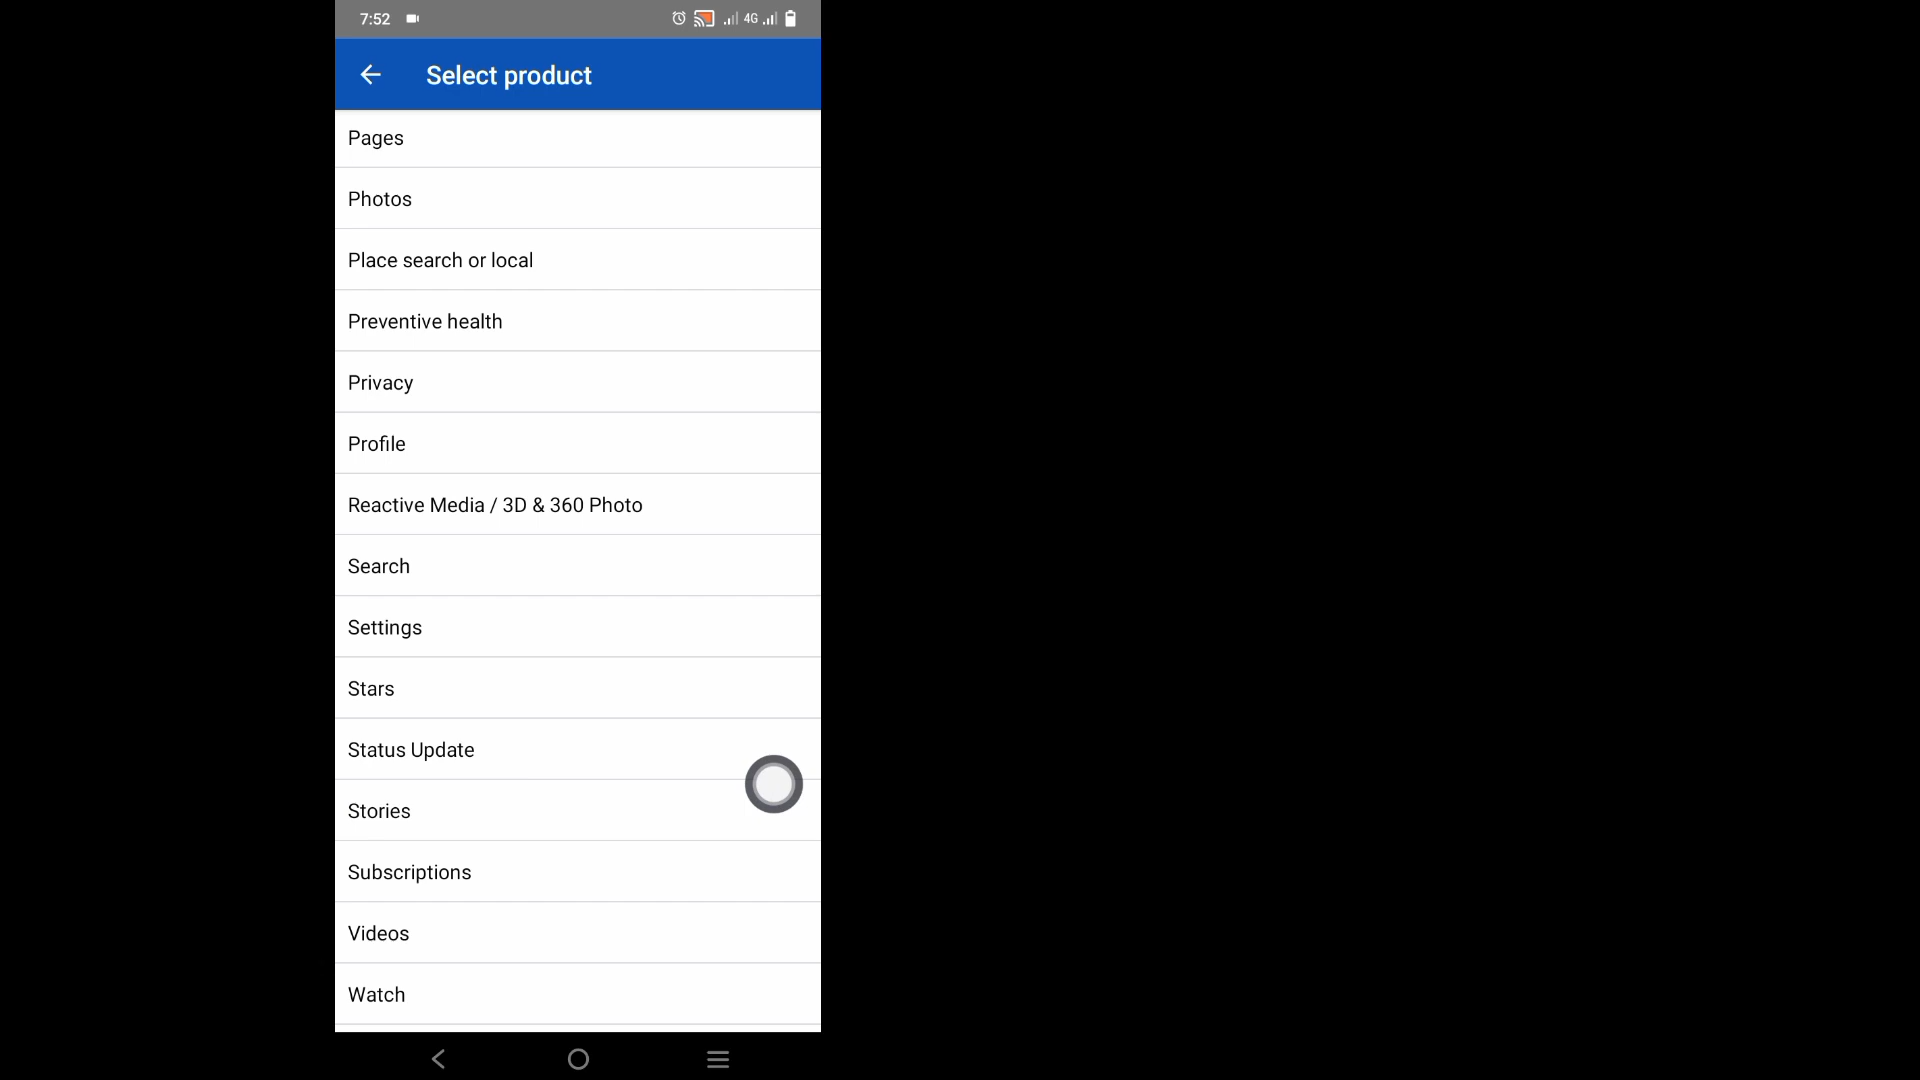 7:52
4G
Select product
Pages
Photos
Place search or local
Preventive health
Privacy
Profile
Reactive Media / 3D & 360 Photo
Search
Settings
Stars
Status Update
Stories
Subscriptions
Videos
Watch